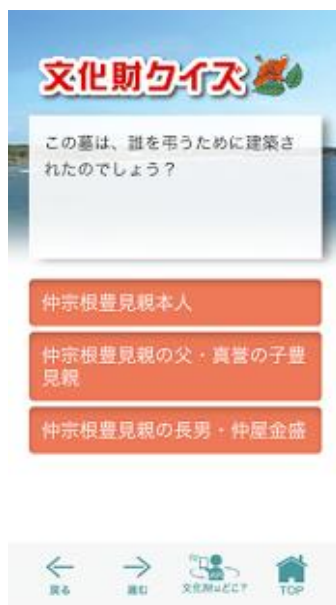 文化財クイズ
この墓は、誰を弔うために建築さ
れたのでしょう？
仲宗根豊見親本人
仲宗根豊見親の父・真誉の子豊
見親
仲宗根豊見親の長男・仲屋金盛
戻る
進む
文化財はどこ？
TOP